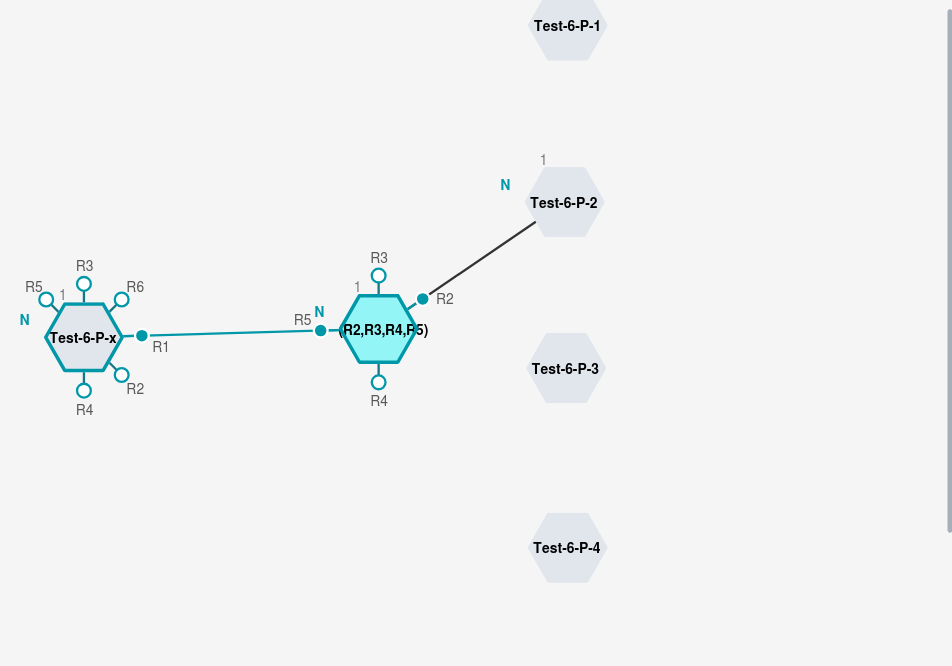 Test-6-P-1
1
N
Test-6-P-2
R3
R3
R5
1
R6
1
R2
N
R5
N
(R2,R3,R4,R5)
Test-6-P-x
R1
Test-6-P-3
R2
R4
R4
Test-6-P-4